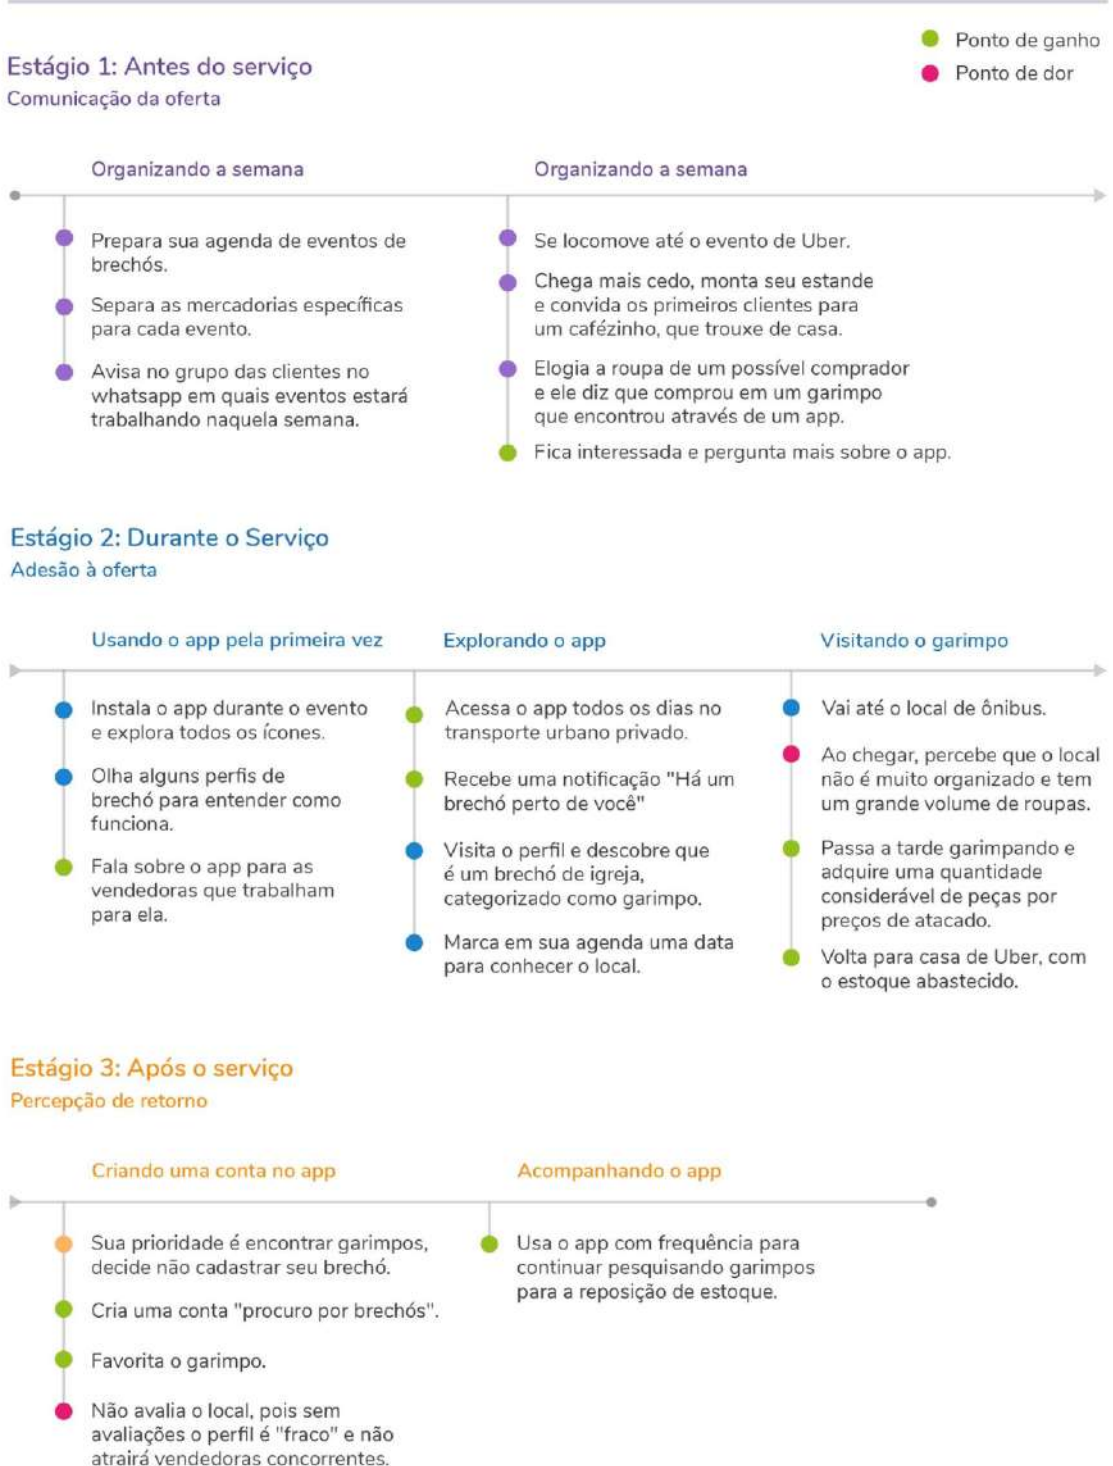 Ponto de ganho
Ponto de dor
Estágio 1: Antes do serviço
Comunicação da oferta
Organizando a semana
Prepara sua agenda de eventos de
brechós.
Separa as mercadorias específicas
para cada evento.
Avisa no grupo das clientes no
whatsapp em quais eventos estará
trabalhando naquela semana.
Organizando a semana
Se locomove até o evento de Uber.
Chega mais cedo, monta seu estande
e convida os primeiros clientes para
um cafézinho, que trouxe de casa.
Elogia a roupa de um possível comprador
e ele diz que comprou em um garimpo
que encontrou através de um app.
Fica interessada e pergunta mais sobre o app.
Estágio 2: Durante o Serviço
Adesão à oferta
Usando o app pela primeira vez
Instala o app durante o evento
e explora todos os ícones.
Olha alguns perfis de
brechó para entender como
funciona.
Fala sobre o app para as
vendedoras que trabalham
para ela.
Explorando o app
Acessa o app todos os dias no
transporte urbano privado.
Recebe uma notificação "Há um
brechó perto de você"
Visita o perfil e descobre que
é um brechó de igreja,
categorizado como garimpo.
Marca em sua agenda uma data
para conhecer o local.
Visitando o garimpo
Vai até o local de ônibus.
Ao chegar, percebe que o local
não é muito organizado e tem
um grande volume de roupas.
Passa a tarde garimpando e
adquire uma quantidade
considerável de peças por
preços de atacado.
Volta para casa de Uber, com
o estoque abastecido.
Estágio 3: Após o serviço
Percepção de retorno
Criando uma conta no app
Sua prioridade é encontrar garimpos,
decide não cadastrar seu brechó.
Cria uma conta "procuro por brechós".
Favorita o garimpo.
Não avalia o local, pois sem
avaliações o perfil é "fraco" e não
atrairá vendedoras concorrentes.
Acompanhando o app
Usa o app com frequência para
continuar pesquisando garimpos
para a reposição de estoque.